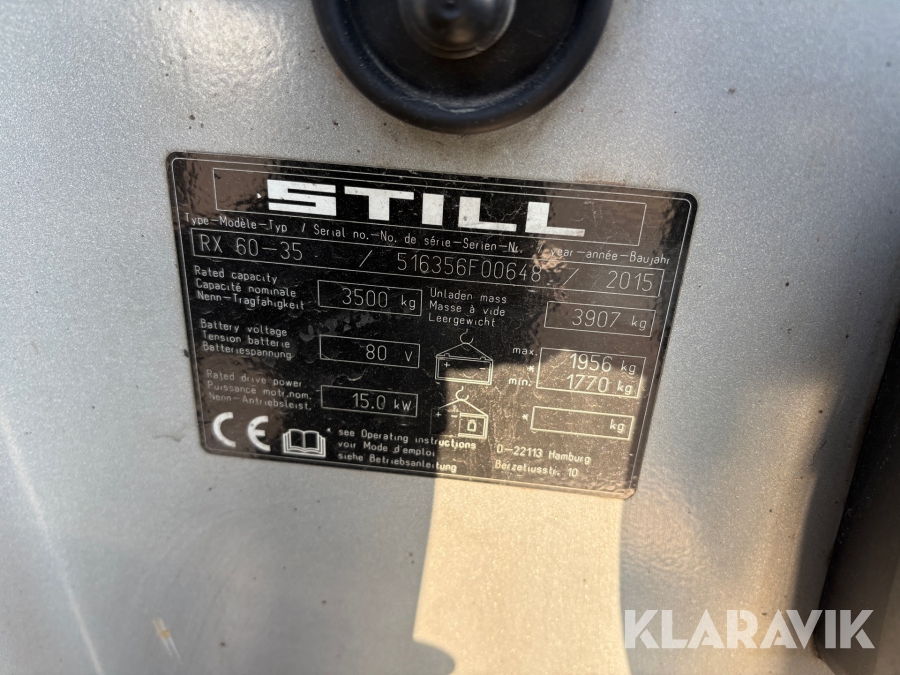 STILL
Type-Modèle-Typ / Serial no.-No. de série-Serien-Nr. year-année-Baujahr
RX 60-35 / 516356F00648 / 2015
Rated capacity
Capacité nominale
Nenn-Tragfähigkeit
3500 kg
Unladen mass
Masse à vide
Leergewicht
3907 kg
Battery voltage
Tension batterie
Batteriespannung
80 V
+ -
max. 1956 kg
*
min. 1770 kg
Rated drive power
Puissance motr.nom.
Nenn-Antriebsleist.
15.0 kW
* kg
CE
* see Operating instructions
voir Mode d'emploi
siehe Betriebsanleitung
D-22113 Hamburg
Berzeliusstr. 10
KLARAVIK